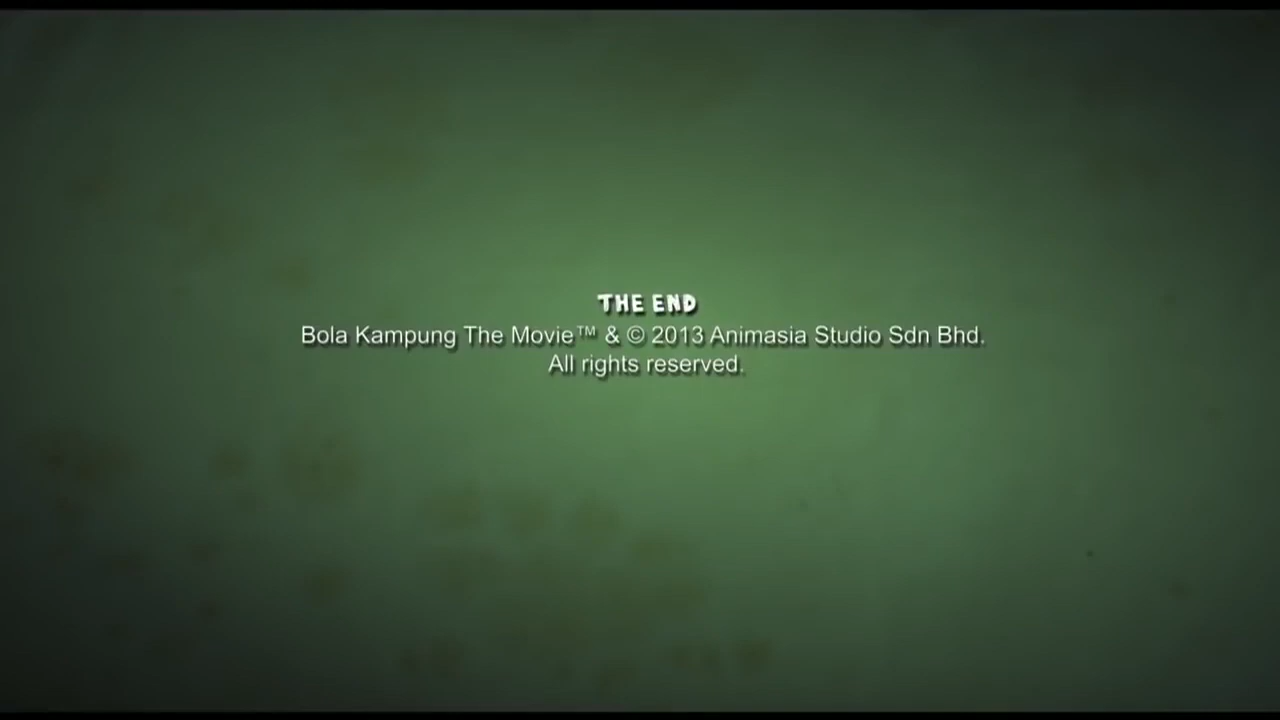 THE END
Bola Kampung The Movie™ & © 2013 Animasia Studio Sdn Bhd.
All rights reserved.